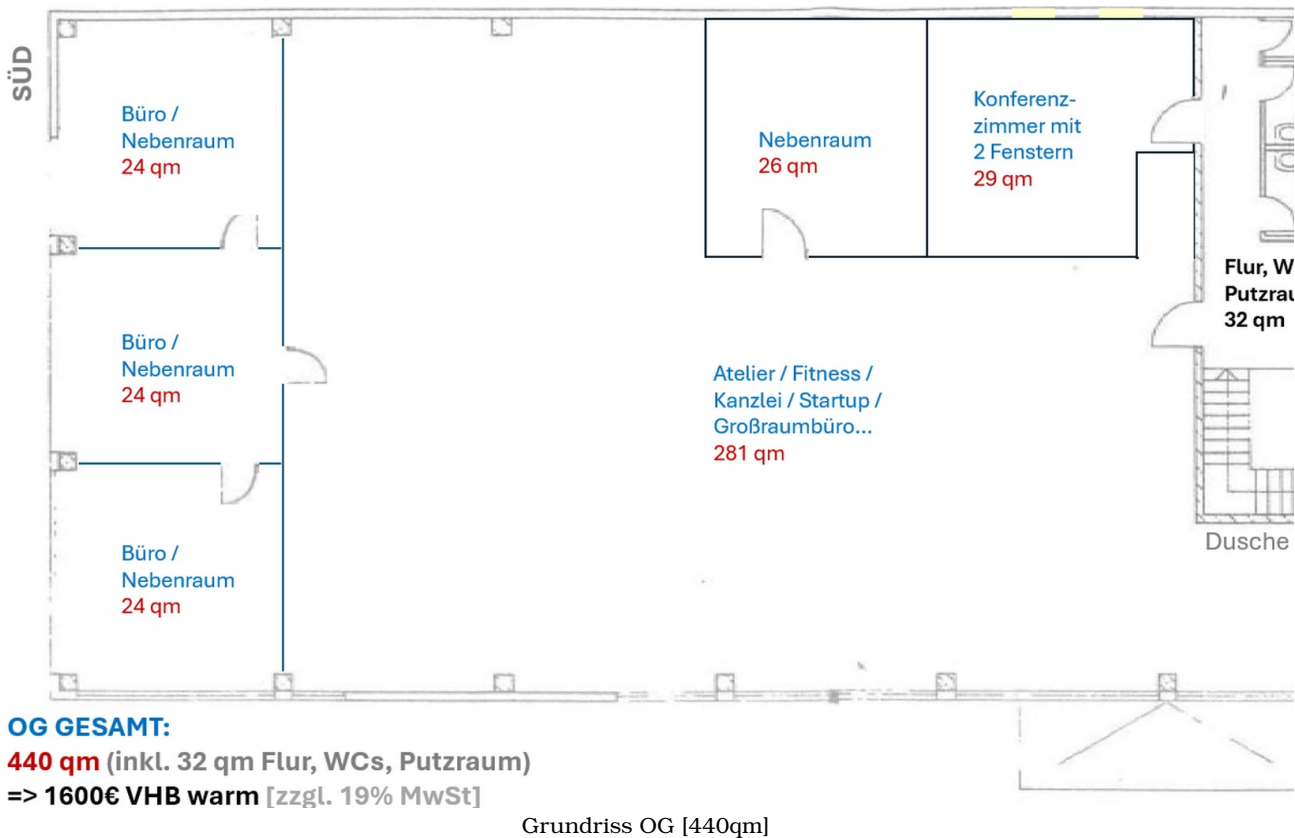 SÜD
Büro /
Nebenraum
24 qm
Nebenraum
26 qm
Konferenz-
zimmer mit
2 Fenstern
29 qm
Flur, W
Putzrau
32 qm
Büro /
Nebenraum
24 qm
Atelier / Fitness /
Kanzlei / Startup /
Großraumbüro...
281 qm
Büro /
Nebenraum
24 qm
Dusche
OG GESAMT:
440 qm (inkl. 32 qm Flur, WCs, Putzraum)
=> 1600€ VHB warm [zzgl. 19% MwSt]
Grundriss OG [440qm]